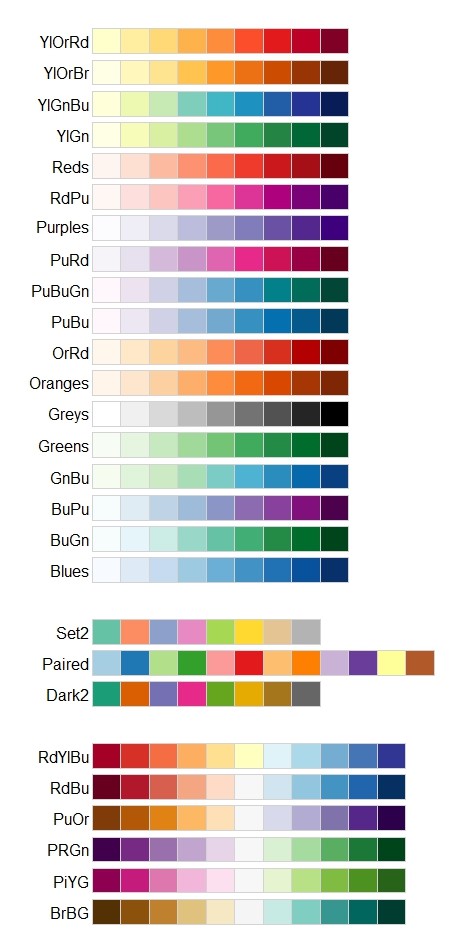 YlOrRd
YlOrBr
YlGnBu
YlGn
Reds
RdPu
Purples
PuRd
PuBuGn
PuBu
OrRd
Oranges
Greys
Greens
GnBu
BuPu
BuGn
Blues
Set2
Paired
Dark2
RdYlBu
RdBu
PuOr
PRGn
PiYG
BrBG